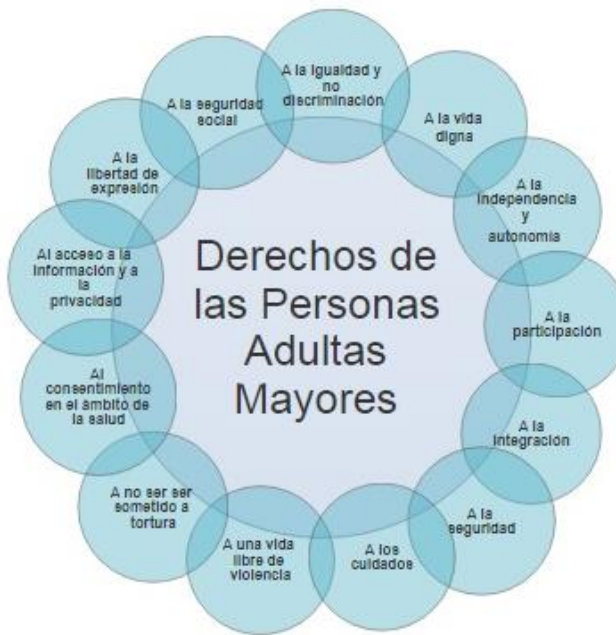 Derechos de
las Personas
Adultas
Mayores
A la igualdad y
no
discriminación
A la vida
digna
A la
independencia
y
autonomía
A la
participación
A la
integración
A la
seguridad
A los
cuidados
A una vida
libre de
violencia
A no ser ser
sometido a
tortura
Al
consentimiento
en el ámbito de
la salud
Al acceso a la
información y a
la
privacidad
A la
libertad de
expresión
A la seguridad
social